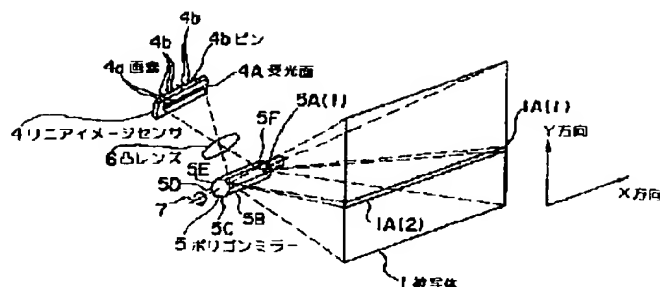 4b
4b
4b ピン
4a 画素
4A 受光面
5F
5A(1)
1A(1)
4 リニアイメージセンサ
6 凸レンズ
5E
5D
7
5B
5C
5 ポリゴンミラー
1A(2)
Y方向
X方向
1 被写体